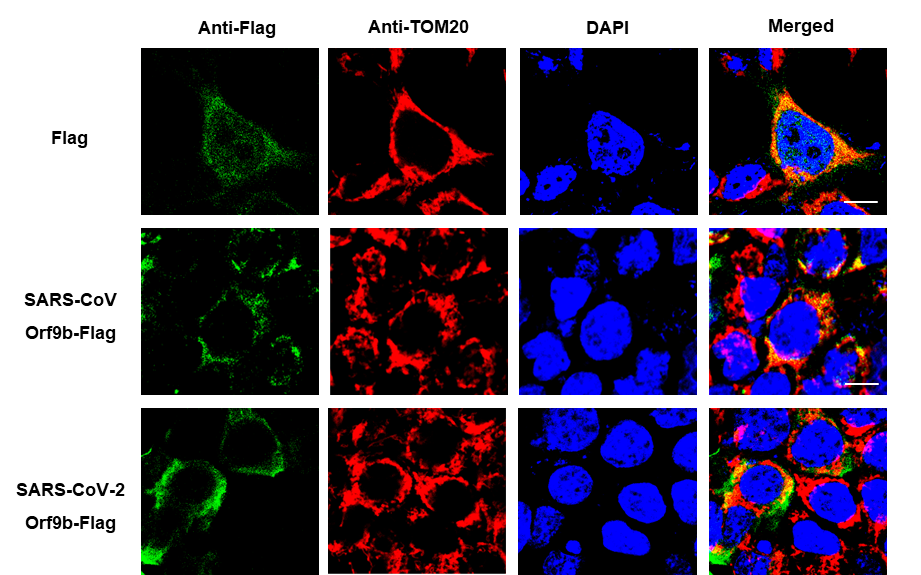 Anti-Flag Anti-TOM20 DAPI Merged
Flag
SARS-CoV
Orf9b-Flag
SARS-CoV-2
Orf9b-Flag